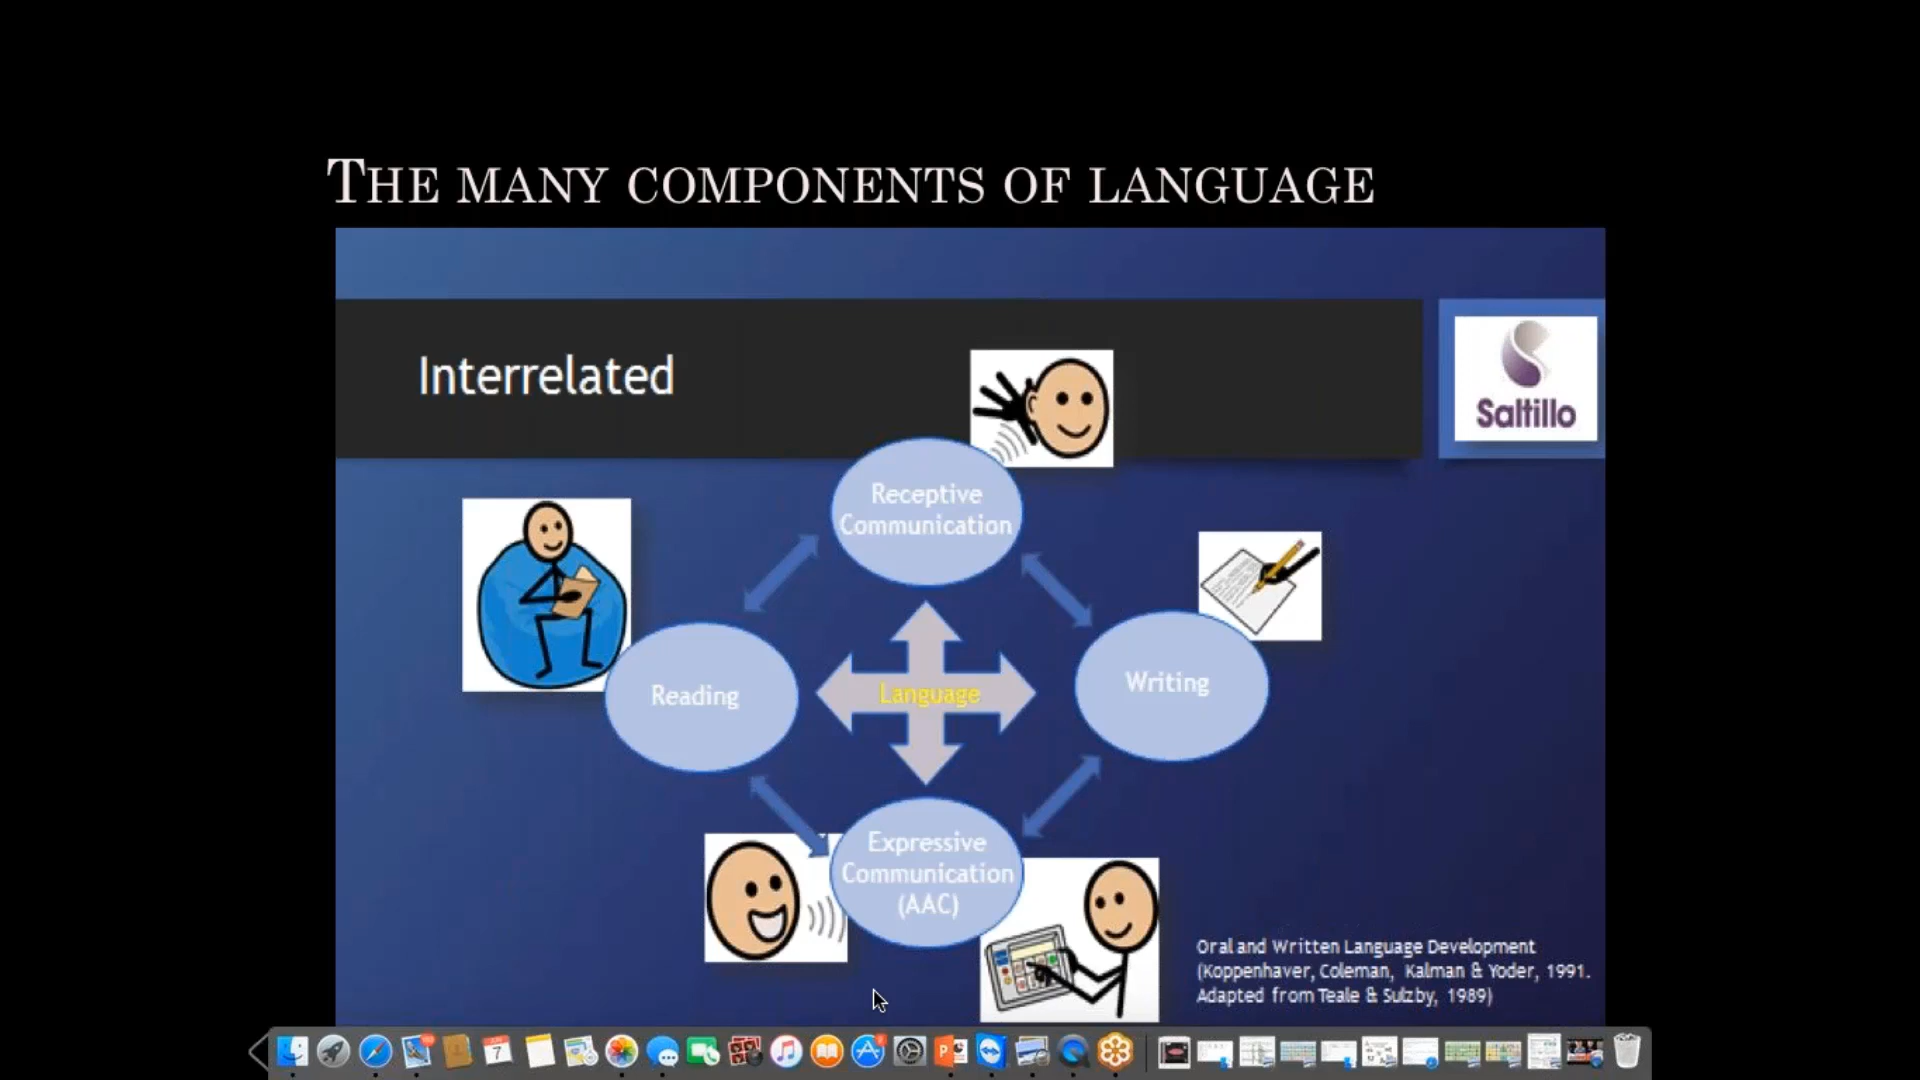 The many components of language
Interrelated
Saltillo
Receptive
Communication
Reading
Language
Writing
Expressive
Communication
(AAC)
Oral and Written Language Development
(Koppenhaver, Coleman, Kalman & Yoder, 1991.
Adapted from Teale & Sulzby, 1989)
7